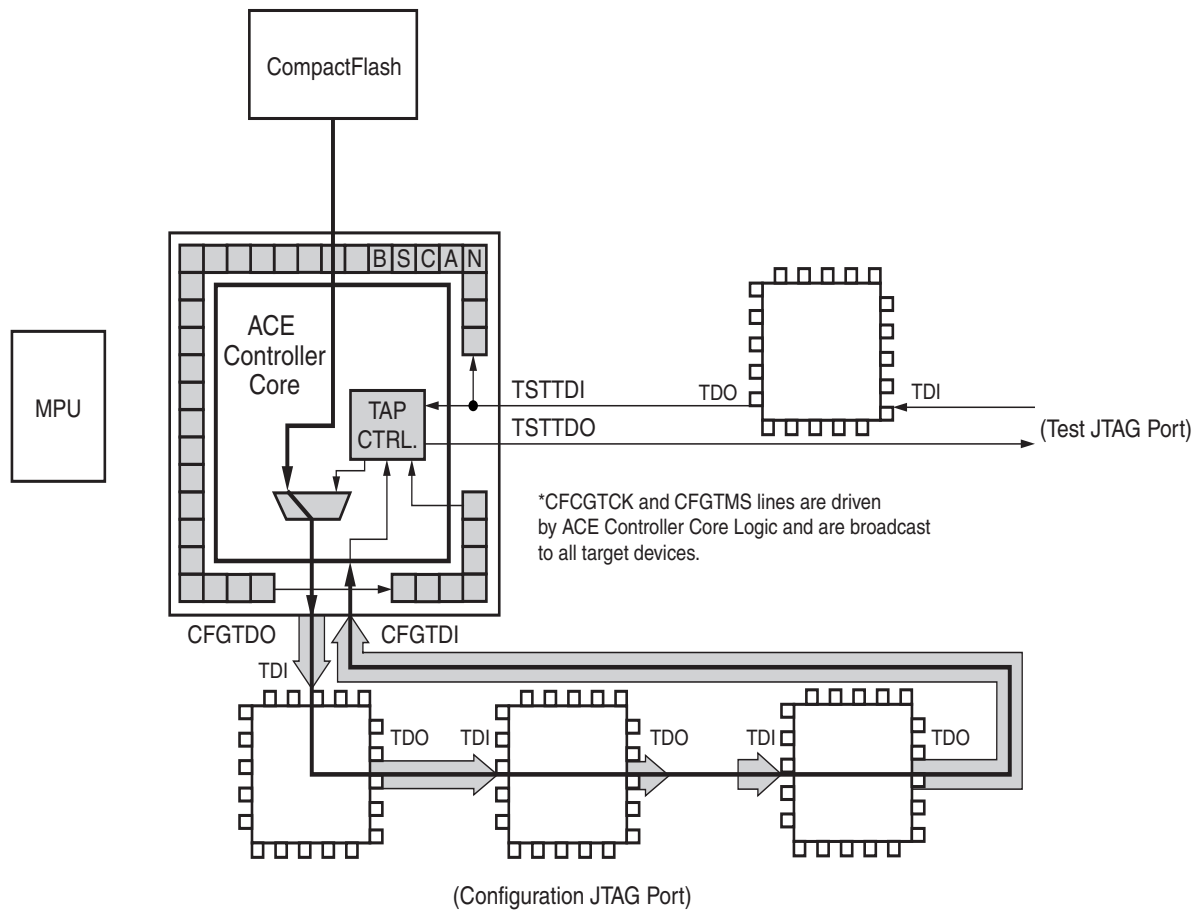 CompactFlash
BSCAN
ACE
Controller
Core
MPU
TAP
CTRL.
TSTTDI
TSTTDO
TDO
TDI
(Test JTAG Port)
*CFCGTCK and CFGTMS lines are driven
by ACE Controller Core Logic and are broadcast
to all target devices.
CFGTDO
CFGTDI
TDI
TDO
TDI
TDO
TDI
TDO
(Configuration JTAG Port)